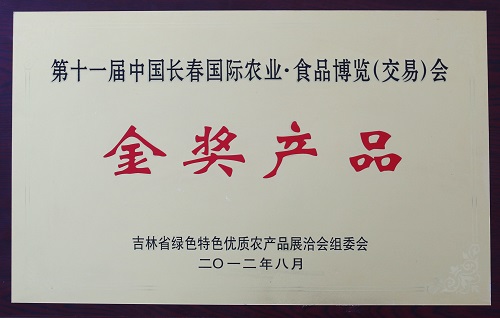 第十一届中国长春国际农业·食品博览(交易)会
金奖产品
吉林省绿色特色优质农产品展洽会组委会
二〇一二年八月